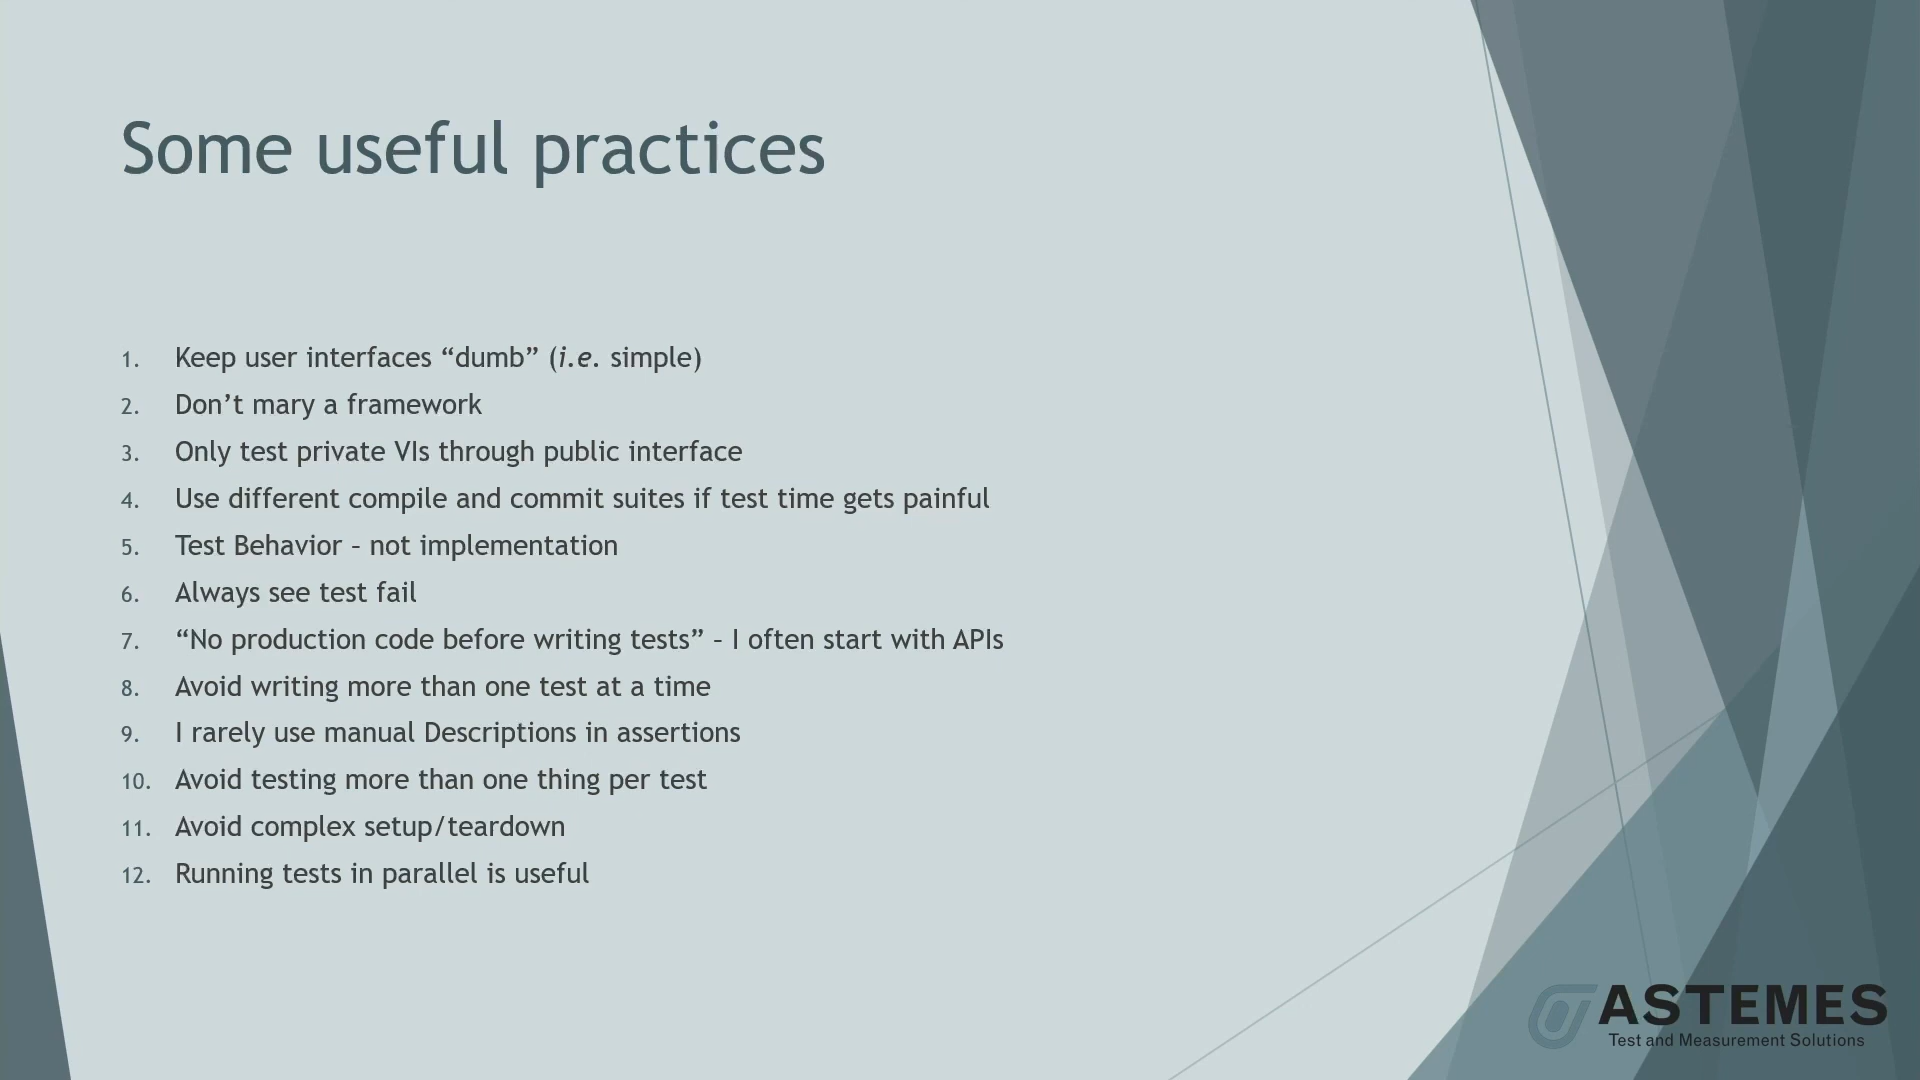 Some useful practices
1. Keep user interfaces “dumb” (i.e. simple)
2. Don’t mary a framework
3. Only test private VIs through public interface
4. Use different compile and commit suites if test time gets painful
5. Test Behavior – not implementation
6. Always see test fail
7. “No production code before writing tests” – I often start with APIs
8. Avoid writing more than one test at a time
9. I rarely use manual Descriptions in assertions
10. Avoid testing more than one thing per test
11. Avoid complex setup/teardown
12. Running tests in parallel is useful
ASTEMES
Test and Measurement Solutions